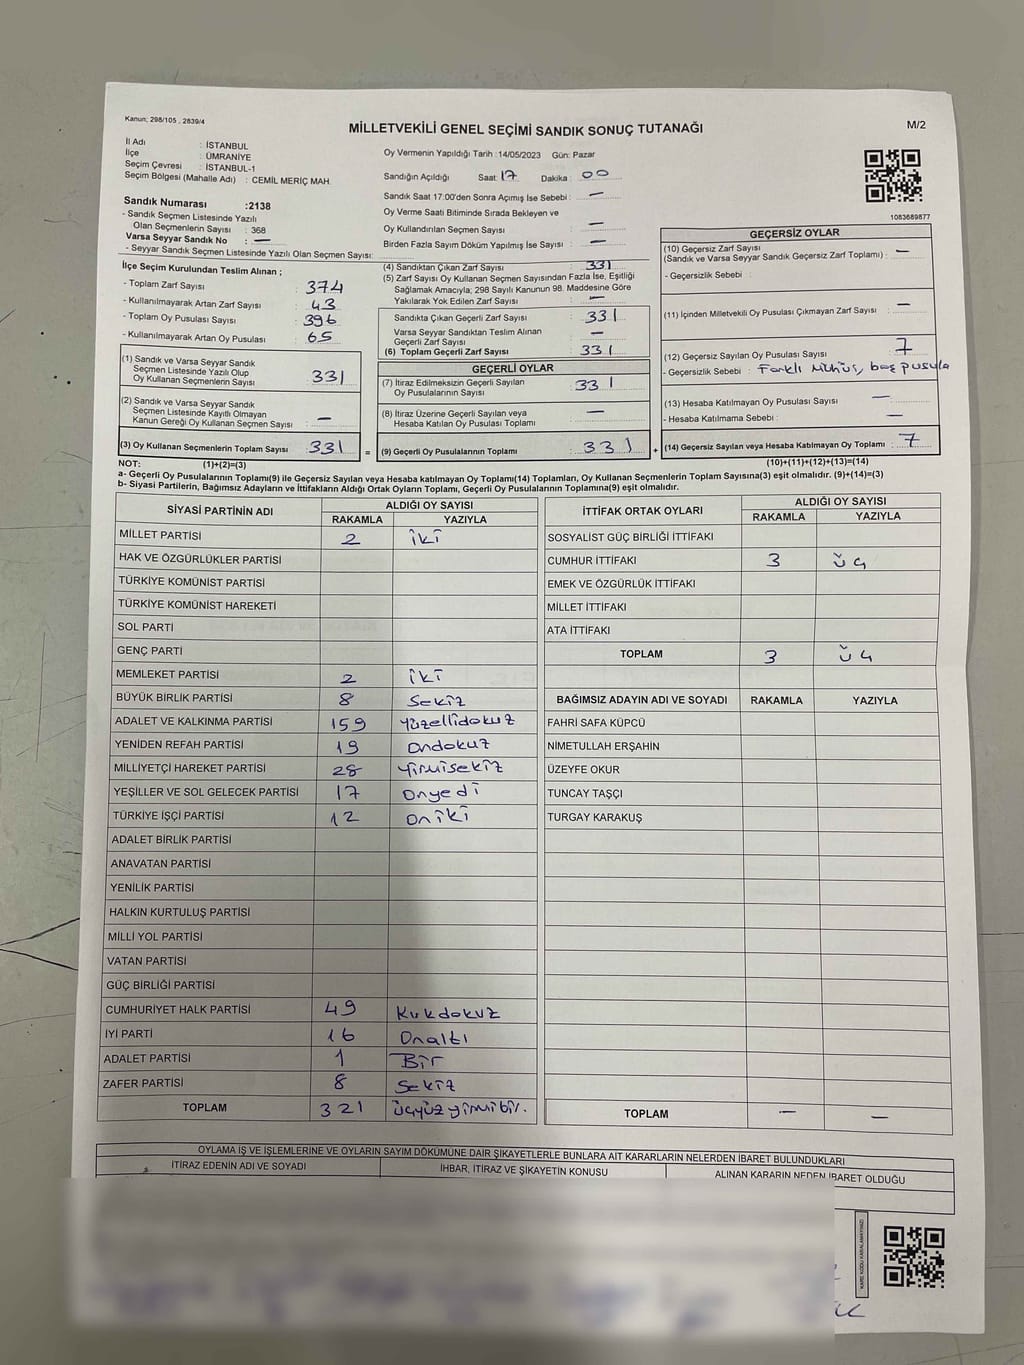 Kanun; 298/105 , 2839/4
MİLLETVEKİLİ GENEL SEÇİMİ SANDIK SONUÇ TUTANAĞI
M/2
İl Adı : İSTANBUL
İlçe : ÜMRANİYE
Seçim Çevresi : İSTANBUL-1
Seçim Bölgesi (Mahalle Adı) : CEMİL MERİÇ MAH.
Oy Vermenin Yapıldığı Tarih : 14/05/2023 Gün: Pazar
Sandığın Açıldığı Saat: 17 Dakika : 00
Sandık Saat 17:00'den Sonra Açımış İse Sebebi : —
Oy Verme Saati Bitiminde Sırada Bekleyen ve
Oy Kullandırılan Seçmen Sayısı : —
Birden Fazla Sayım Döküm Yapılmış İse Sayısı : —
1083689877
Sandık Numarası :2138
- Sandık Seçmen Listesinde Yazılı
Olan Seçmenlerin Sayısı : 368
Varsa Seyyar Sandık No : —
- Seyyar Sandık Seçmen Listesinde Yazılı Olan Seçmen Sayısı:
İlçe Seçim Kurulundan Teslim Alınan ;
- Toplam Zarf Sayısı : 374
- Kullanılmayarak Artan Zarf Sayısı : 43
- Toplam Oy Pusulası Sayısı : 396
- Kullanılmayarak Artan Oy Pusulası : 65
(1) Sandık ve Varsa Seyyar Sandık
Seçmen Listesinde Yazılı Olup
Oy Kullanan Seçmenlerin Sayısı : 331
(2) Sandık ve Varsa Seyyar Sandık
Seçmen Listesinde Kayıtlı Olmayan
Kanun Gereği Oy Kullanan Seçmen Sayısı : —
(3) Oy Kullanan Seçmenlerin Toplam Sayısı : 331 =
(4) Sandıktan Çıkan Zarf Sayısı : 331
(5) Zarf Sayısı Oy Kullanan Seçmen Sayısından Fazla İse, Eşitliği
Sağlamak Amacıyla; 298 Sayılı Kanunun 98. Maddesine Göre
Yakılarak Yok Edilen Zarf Sayısı : —
Sandıkta Çıkan Geçerli Zarf Sayısı : 331
Varsa Seyyar Sandıktan Teslim Alınan
Geçerli Zarf Sayısı : —
(6) Toplam Geçerli Zarf Sayısı : 331
GEÇERLİ OYLAR
(7) İtiraz Edilmeksizin Geçerli Sayılan
Oy Pusulalarının Sayısı : 331
(8) İtiraz Üzerine Geçerli Sayılan veya
Hesaba Katılan Oy Pusulası Toplamı : —
(9) Geçerli Oy Pusulalarının Toplamı : 331 +
GEÇERSİZ OYLAR
(10) Geçersiz Zarf Sayısı
(Sandık ve Varsa Seyyar Sandık Geçersiz Zarf Toplamı) : —
- Geçersizlik Sebebi :
(11) İçinden Milletvekili Oy Pusulası Çıkmayan Zarf Sayısı : —
(12) Geçersiz Sayılan Oy Pusulası Sayısı : 7
- Geçersizlik Sebebi : Farklı Mühür, boş pusula
(13) Hesaba Katılmayan Oy Pusulası Sayısı : —
- Hesaba Katılmama Sebebi : —
(14) Geçersiz Sayılan veya Hesaba Katılmayan Oy Toplamı : 7
NOT: (1)+(2)=(3)
(10)+(11)+(12)+(13)=(14)
a- Geçerli Oy Pusulalarının Toplamı(9) ile Geçersiz Sayılan veya Hesaba katılmayan Oy Toplamı(14) Toplamları, Oy Kullanan Seçmenlerin Toplam Sayısına(3) eşit olmalıdır. (9)+(14)=(3)
b- Siyasi Partilerin, Bağımsız Adayların ve İttifakların Aldığı Ortak Oyların Toplamı, Geçerli Oy Pusulalarının Toplamına(9) eşit olmalıdır.
SİYASİ PARTİNİN ADI ALDIĞI OY SAYISI
RAKAMLA YAZIYLA
MİLLET PARTİSİ 2 iki
HAK VE ÖZGÜRLÜKLER PARTİSİ
TÜRKİYE KOMÜNİST PARTİSİ
TÜRKİYE KOMÜNİST HAREKETİ
SOL PARTİ
GENÇ PARTİ
MEMLEKET PARTİSİ 2 iki
BÜYÜK BİRLİK PARTİSİ 8 Sekiz
ADALET VE KALKINMA PARTİSİ 159 Yüzellidokuz
YENİDEN REFAH PARTİSİ 19 Ondokuz
MİLLİYETÇİ HAREKET PARTİSİ 28 Yirmisekiz
YEŞİLLER VE SOL GELECEK PARTİSİ 17 Onyedi
TÜRKİYE İŞÇİ PARTİSİ 12 Oniki
ADALET BİRLİK PARTİSİ
ANAVATAN PARTİSİ
YENİLİK PARTİSİ
HALKIN KURTULUŞ PARTİSİ
MİLLİ YOL PARTİSİ
VATAN PARTİSİ
GÜÇ BİRLİĞİ PARTİSİ
CUMHURİYET HALK PARTİSİ 49 Kırkdokuz
İYİ PARTİ 16 Onaltı
ADALET PARTİSİ 1 Bir
ZAFER PARTİSİ 8 Sekiz
TOPLAM 321 üçyüzyirmibir.
İTTİFAK ORTAK OYLARI ALDIĞI OY SAYISI
RAKAMLA YAZIYLA
SOSYALİST GÜÇ BİRLİĞİ İTTİFAKI
CUMHUR İTTİFAKI 3 üç
EMEK VE ÖZGÜRLÜK İTTİFAKI
MİLLET İTTİFAKI
ATA İTTİFAKI
TOPLAM 3 üç
BAĞIMSIZ ADAYIN ADI VE SOYADI RAKAMLA YAZIYLA
FAHRİ SAFA KÜPCÜ
NİMETULLAH ERŞAHİN
ÜZEYFE OKUR
TUNCAY TAŞÇI
TURGAY KARAKUŞ
TOPLAM — —
OYLAMA İŞ VE İŞLEMLERİNE VE OYLARIN SAYIM DÖKÜMÜNE DAİR ŞİKAYETLERLE BUNLARA AİT KARARLARIN NELERDEN İBARET BULUNDUKLARI
İTİRAZ EDENİN ADI VE SOYADI İHBAR, İTİRAZ VE ŞİKAYETİN KONUSU ALINAN KARARIN NEDEN İBARET OLDUĞU
KARE KODU KARALAMAYINIZ!